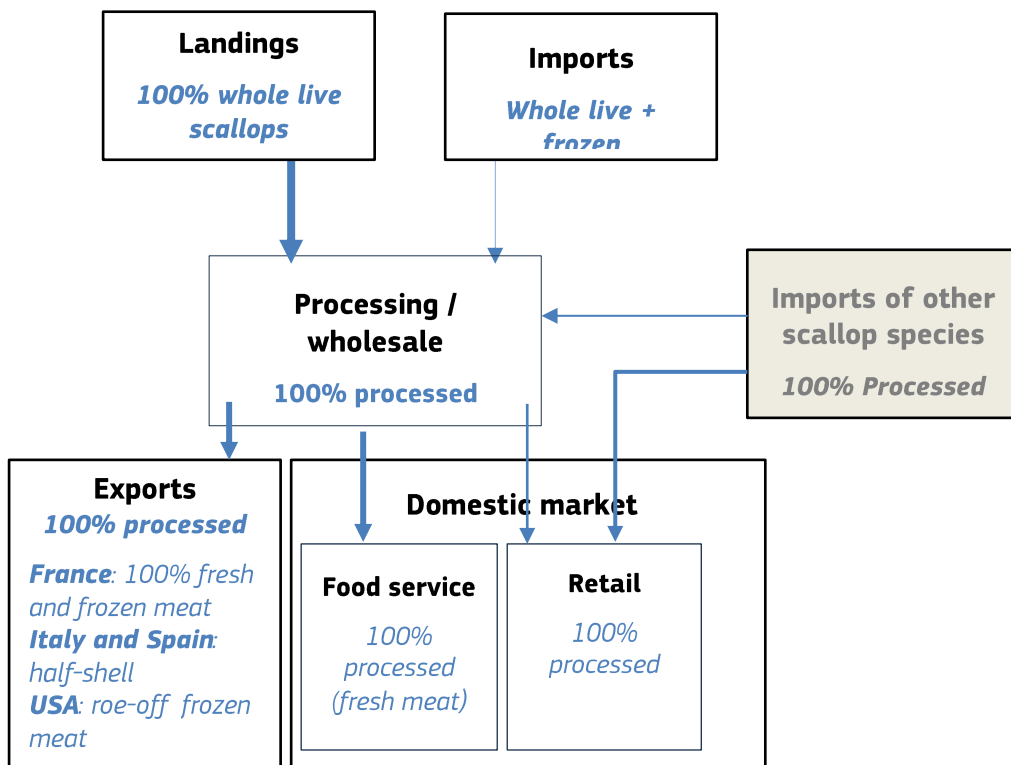 Landings
100% whole live
scallops
Imports
Whole live +
frozen
Processing /
wholesale
100% processed
Imports of other
scallop species
100% Processed
Exports
100% processed
France: 100% fresh
and frozen meat
Italy and Spain:
half-shell
USA: roe-off frozen
meat
Domestic market
Food service
100%
processed
(fresh meat)
Retail
100%
processed